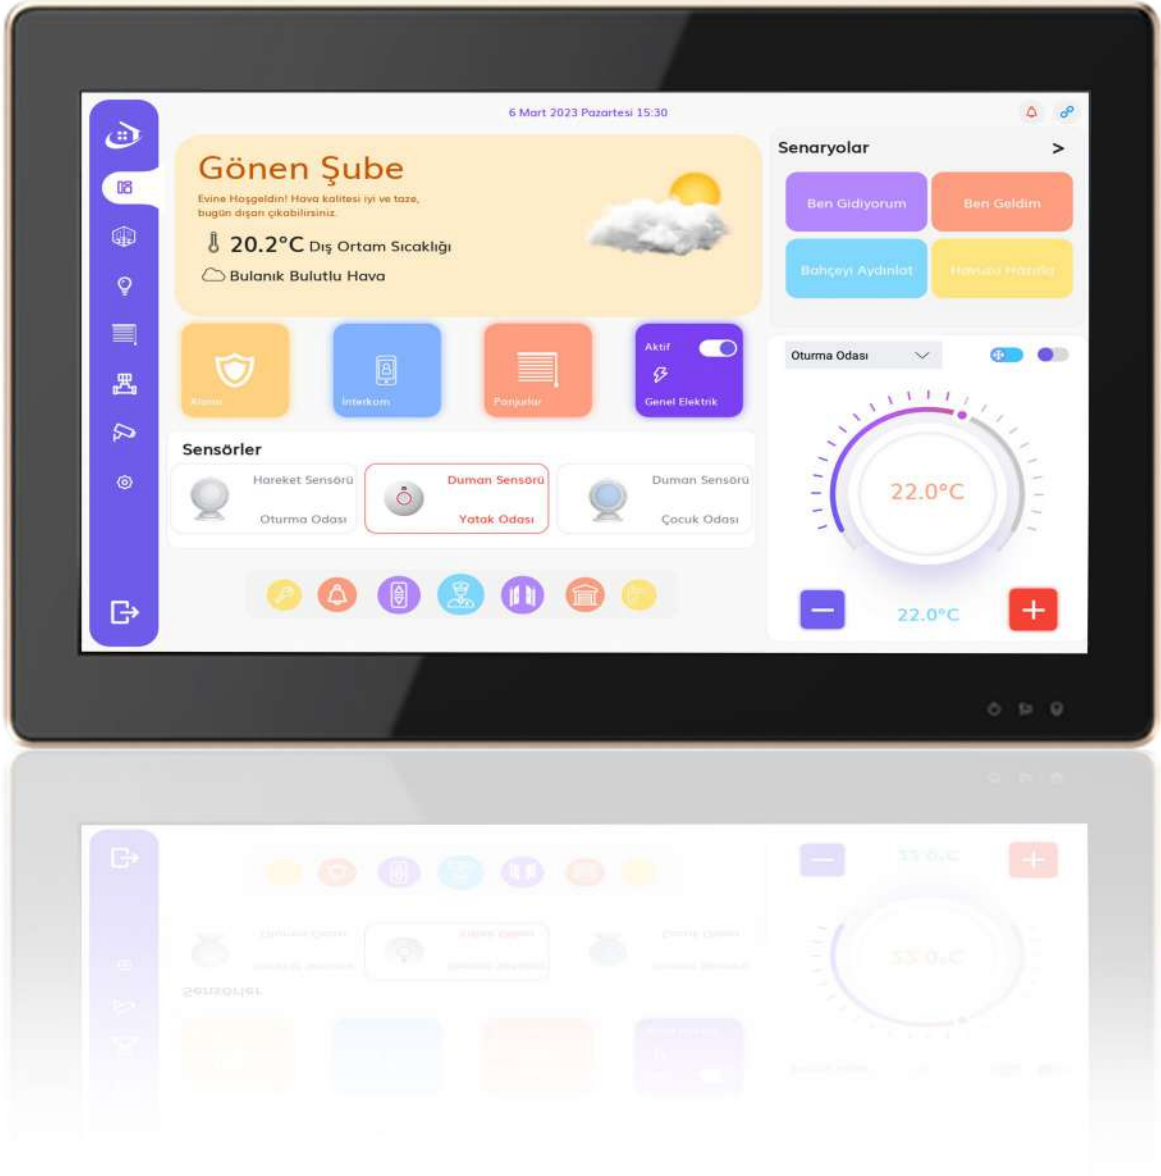 6 Mart 2023 Pazartesi 15:30
Gönen Şube
Evine Hoşgeldin! Hava kalitesi iyi ve taze,
bugün dışarı çıkabilirsiniz.
20.2°C Dış Ortam Sıcaklığı
Bulanık Bulutlu Hava
Alarm
İnterkom
Panjurlar
Aktif
Genel Elektrik
Sensörler
Hareket Sensörü
Oturma Odası
Duman Sensörü
Yatak Odası
Duman Sensörü
Çocuk Odası
Senaryolar >
Ben Gidiyorum
Ben Geldim
Bahçeyi Aydınlat
Oturma Odası
22.0°C
22.0°C